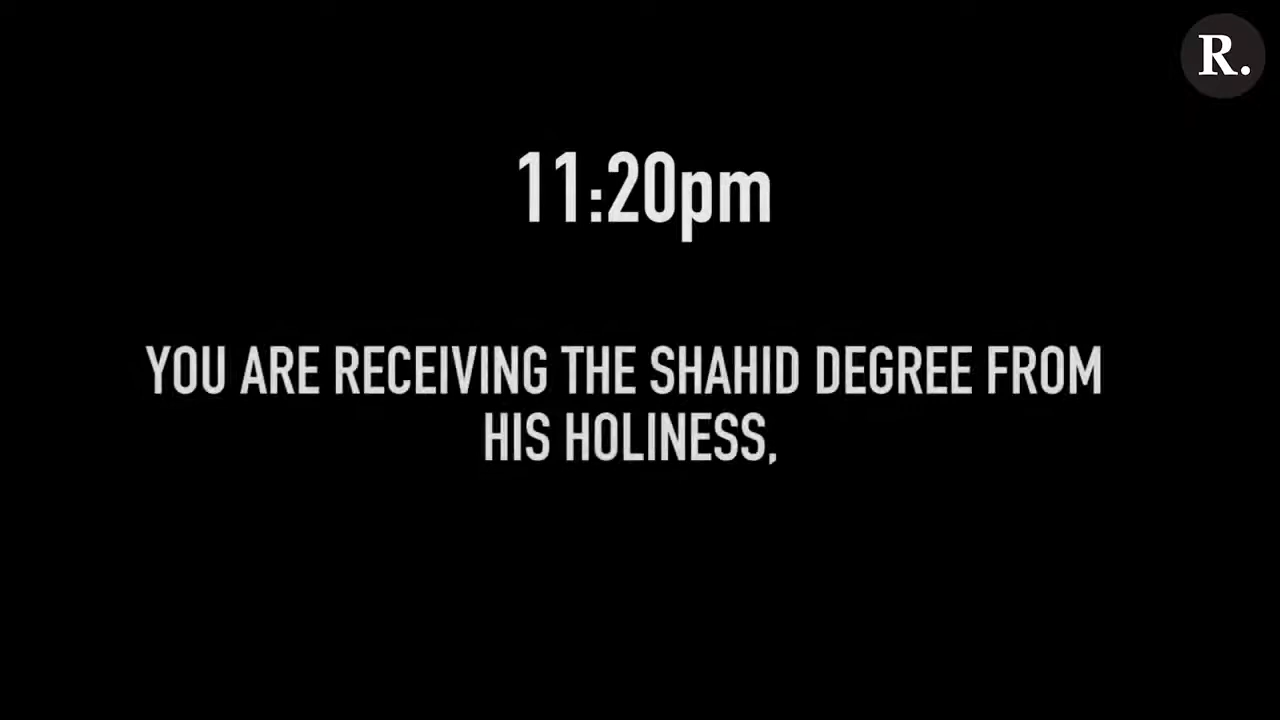 R.
11:20pm
YOU ARE RECEIVING THE SHAHID DEGREE FROM
HIS HOLINESS,